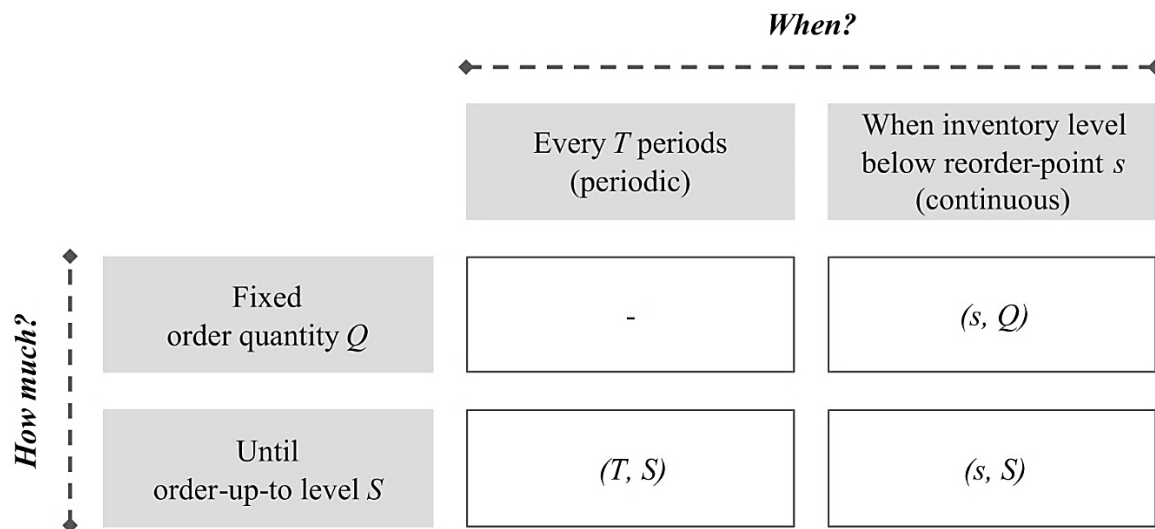 When?
Every T periods
(periodic)
When inventory level
below reorder-point s
(continuous)
How much?
Fixed
order quantity Q
-
(s, Q)
Until
order-up-to level S
(T, S)
(s, S)